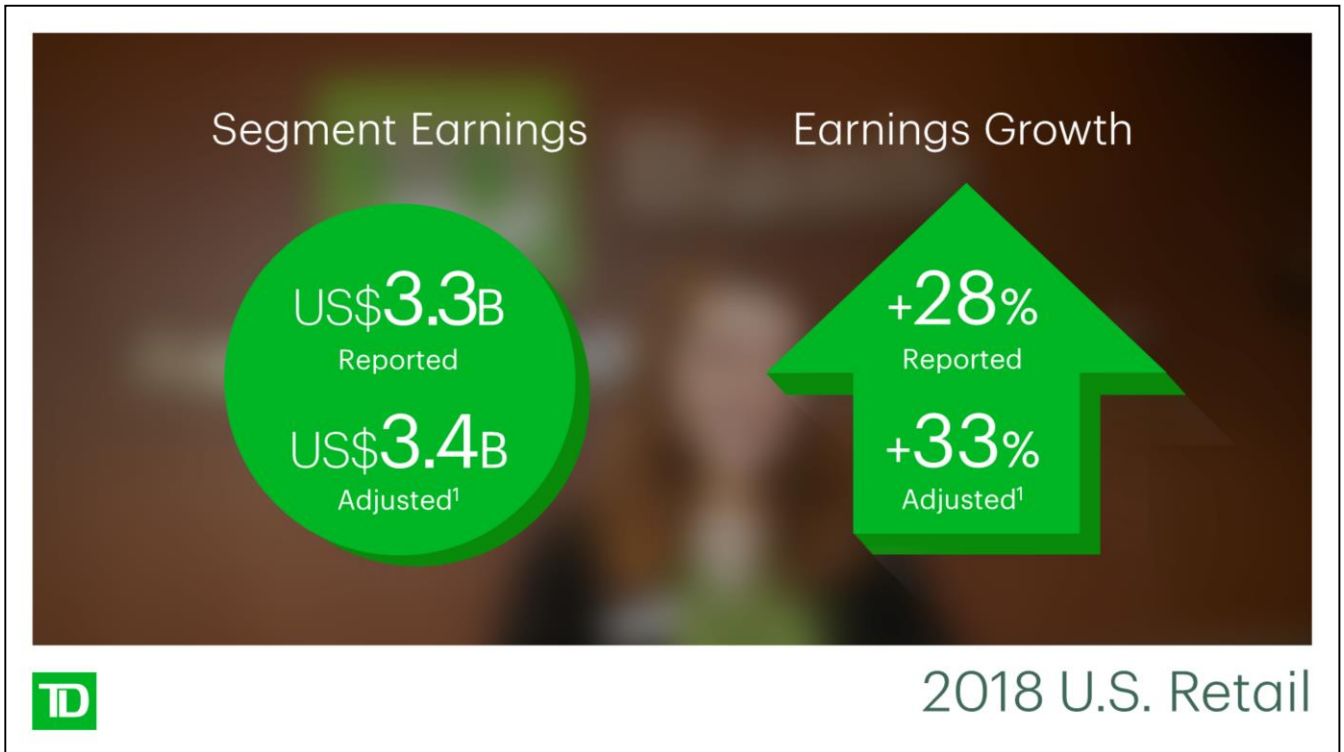 Segment Earnings
US$3.3B
Reported
US$3.4B
Adjusted¹
Earnings Growth
+28%
Reported
+33%
Adjusted¹
TD
2018 U.S. Retail